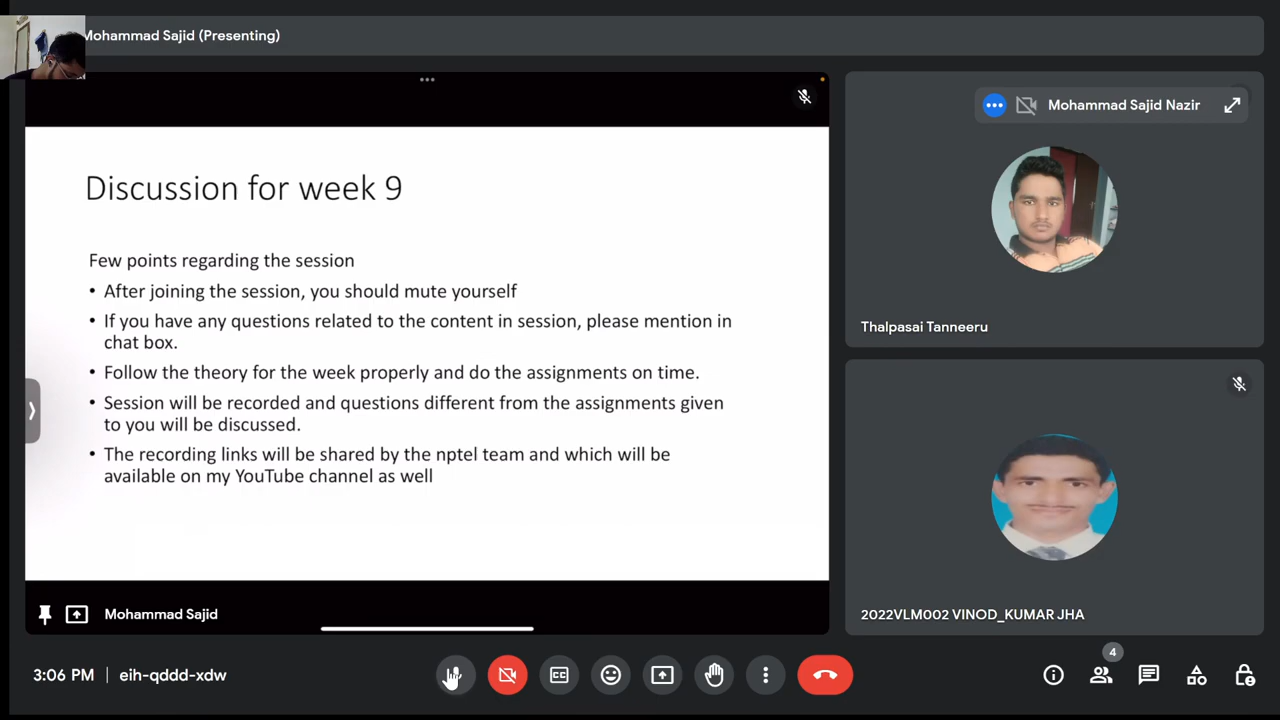 Mohammad Sajid (Presenting)
Discussion for week 9
Few points regarding the session
• After joining the session, you should mute yourself
• If you have any questions related to the content in session, please mention in
chat box.
• Follow the theory for the week properly and do the assignments on time.
• Session will be recorded and questions different from the assignments given
to you will be discussed.
• The recording links will be shared by the nptel team and which will be
available on my YouTube channel as well
Mohammad Sajid
Mohammad Sajid Nazir
Thalpasai Tanneeru
2022VLM002 VINOD_KUMAR JHA
3:06 PM | eih-qddd-xdw
CC
4